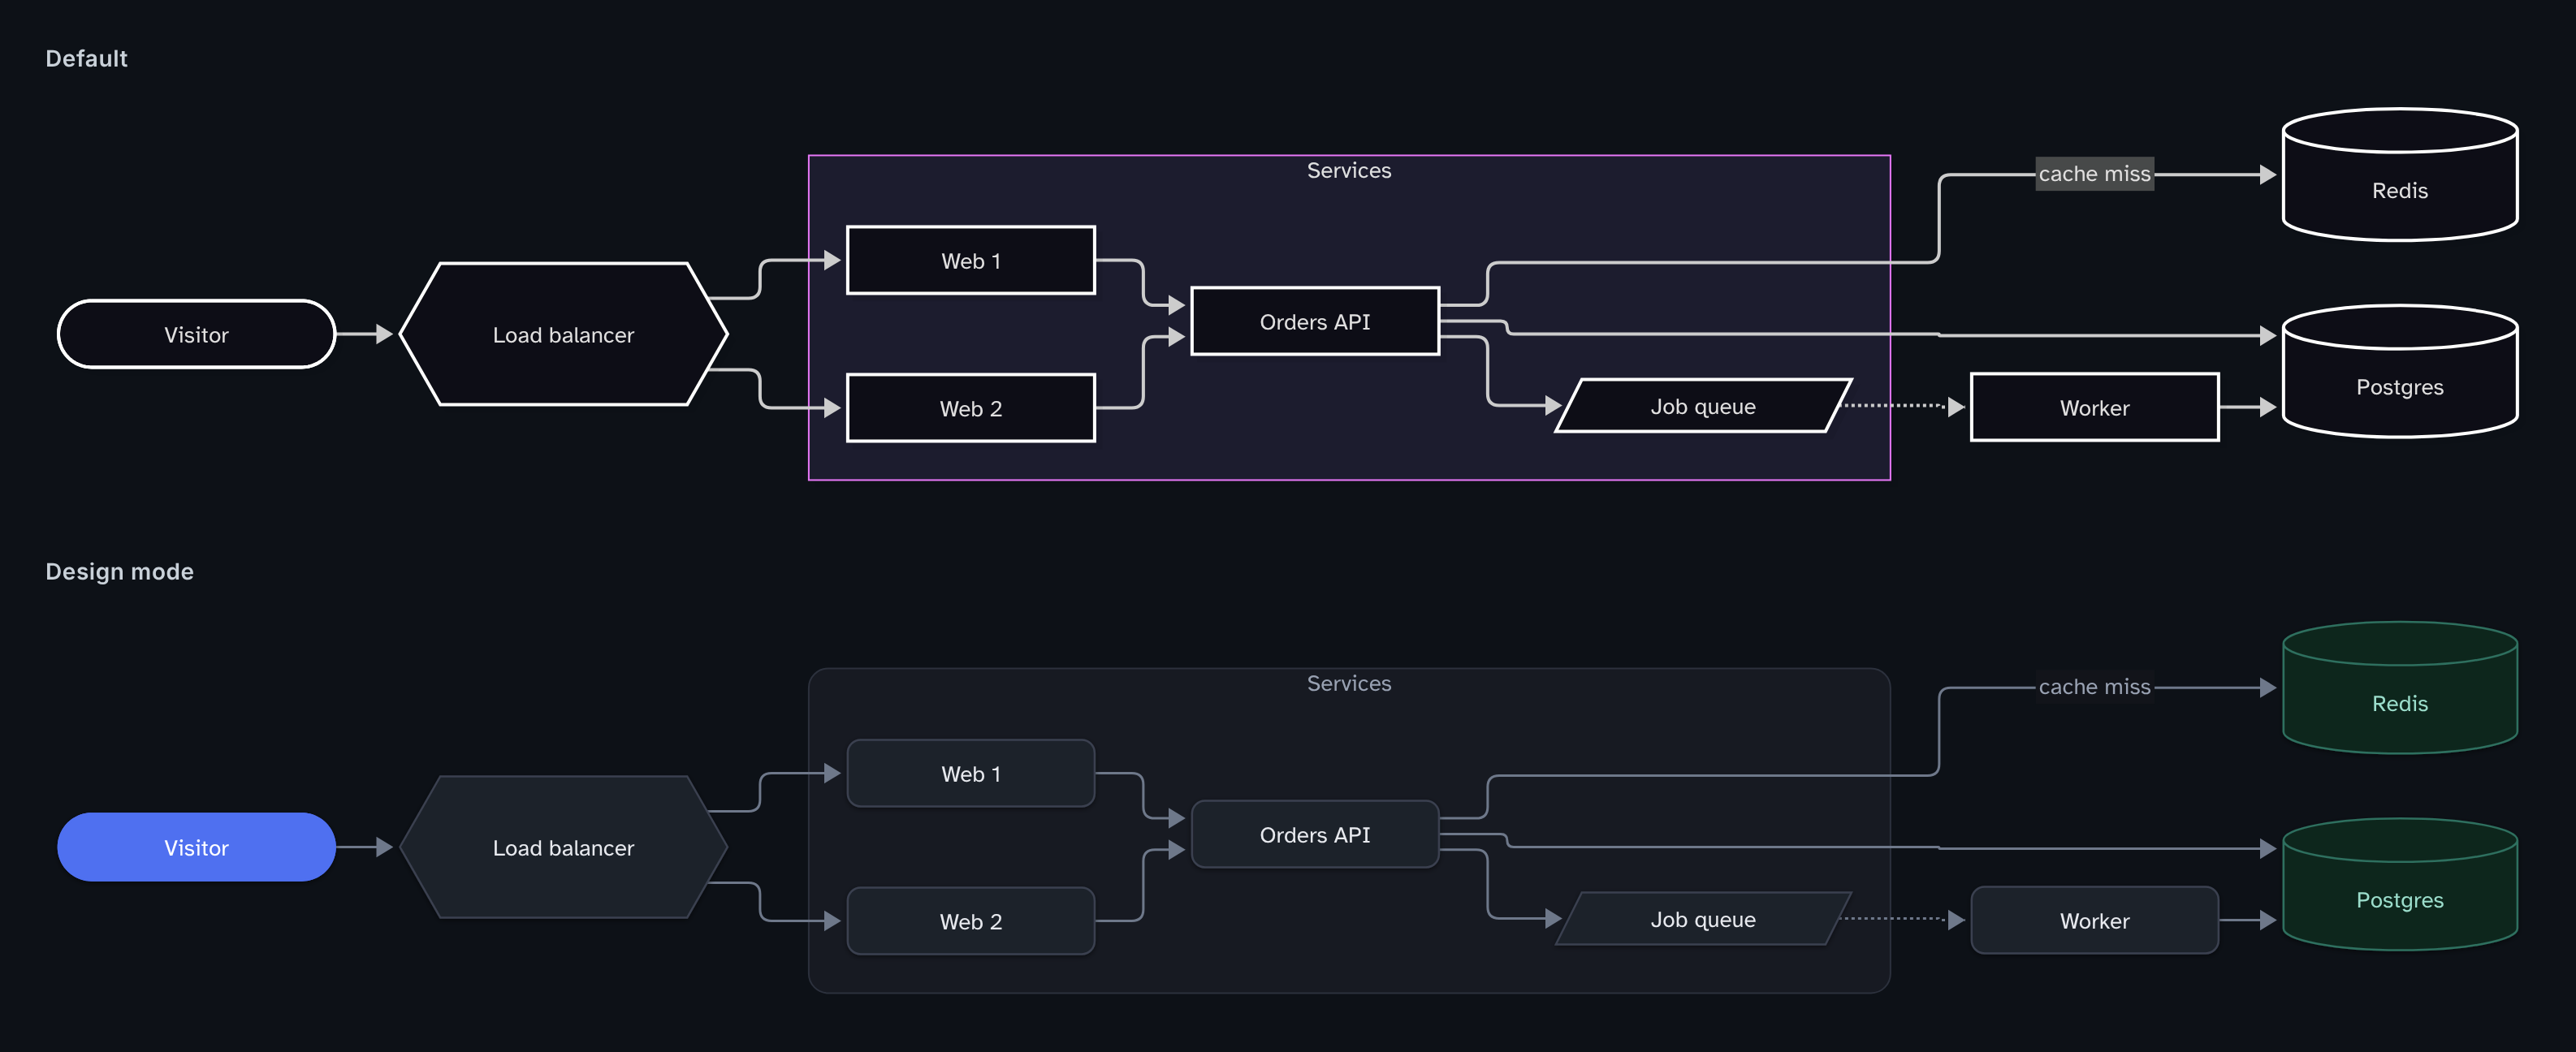 Default
Services
cache miss
Redis
Web 1
Visitor
Load balancer
Orders API
Web 2
Job queue
Worker
Postgres
Design mode
Services
cache miss
Redis
Web 1
Visitor
Load balancer
Orders API
Web 2
Job queue
Worker
Postgres